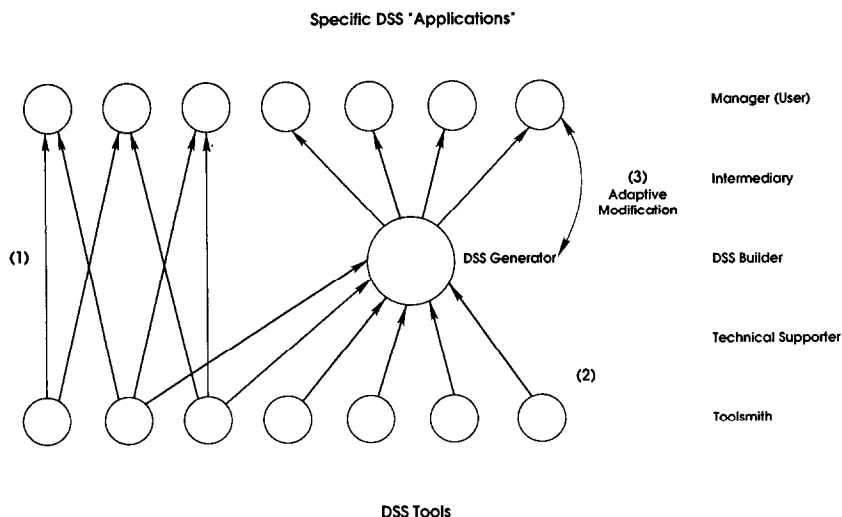 Specific DSS "Applications"
Manager (User)
(3)
Adaptive
Modification
Intermediary
(1)
DSS Generator
DSS Builder
Technical Supporter
(2)
Toolsmith
DSS Tools